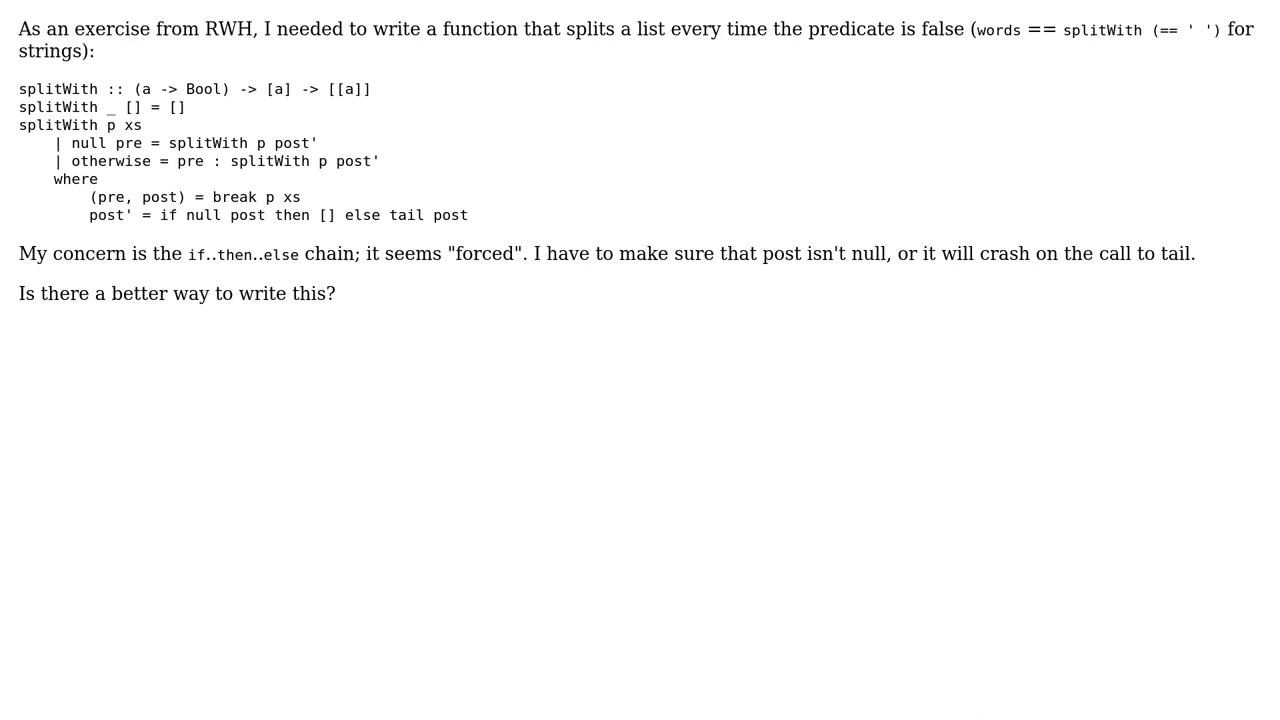 As an exercise from RWH, I needed to write a function that splits a list every time the predicate is false (words == splitWith (== ' ') for
strings):
splitWith :: (a -> Bool) -> [a] -> [[a]]
splitWith _ [] = []
splitWith p xs
    | null pre = splitWith p post'
    | otherwise = pre : splitWith p post'
    where
        (pre, post) = break p xs
        post' = if null post then [] else tail post
My concern is the if..then..else chain; it seems "forced". I have to make sure that post isn't null, or it will crash on the call to tail.
Is there a better way to write this?